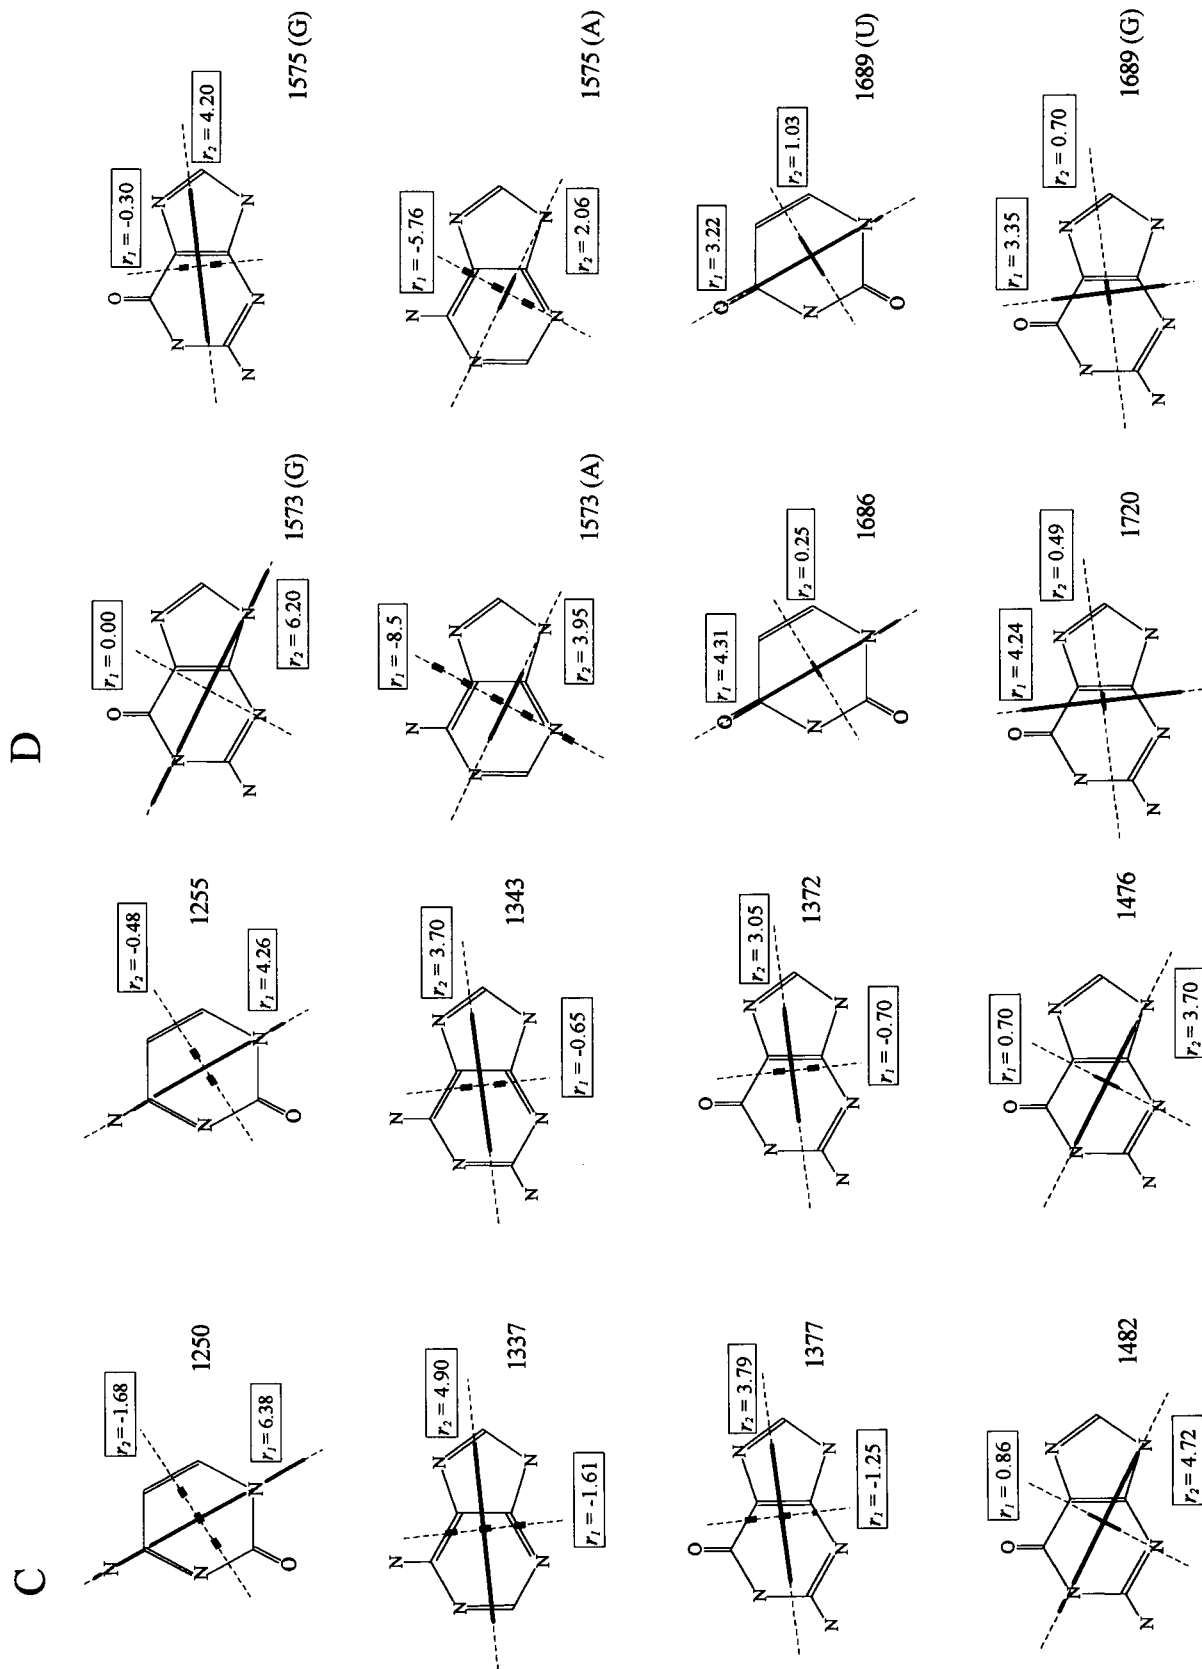 C
D
r₂ = -1.68
N
N
N
O
r₁ = 6.38
1250
r₂ = -0.48
N
N
N
O
r₁ = 4.26
1255
r₁ = 0.00
O
N
N
N
N
N
r₂ = 6.20
1573 (G)
r₁ = -0.30
O
N
N
N
N
N
r₂ = 4.20
1575 (G)
r₂ = 4.90
N
N
N
N
N
r₁ = -1.61
1337
r₂ = 3.70
N
N
N
N
N
N
r₁ = -0.65
1343
r₁ = -8.5
N
N
N
N
N
r₂ = 3.95
1573 (A)
r₁ = -5.76
N
N
N
N
N
r₂ = 2.06
1575 (A)
r₂ = 3.79
O
N
N
N
N
N
r₁ = -1.25
1377
r₂ = 3.05
O
N
N
N
N
N
r₁ = -0.70
1372
r₁ = 4.31
O
N
N
O
r₂ = 0.25
1686
r₁ = 3.22
O
N
N
O
r₂ = 1.03
1689 (U)
r₁ = 0.86
O
N
N
N
N
N
r₂ = 4.72
1482
r₁ = 0.70
O
N
N
N
N
N
r₂ = 3.70
1476
r₁ = 4.24
O
N
N
N
N
N
r₂ = 0.49
1720
r₁ = 3.35
O
N
N
N
N
N
r₂ = 0.70
1689 (G)